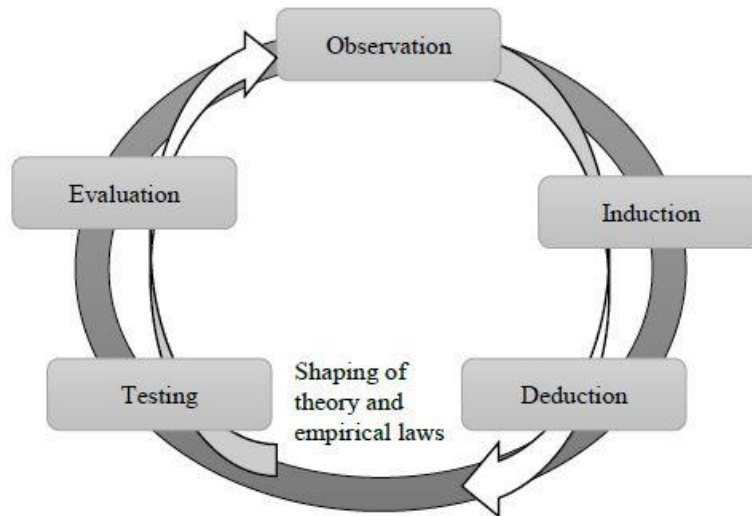 Observation
Induction
Deduction
Shaping of
theory and
empirical laws
Testing
Evaluation